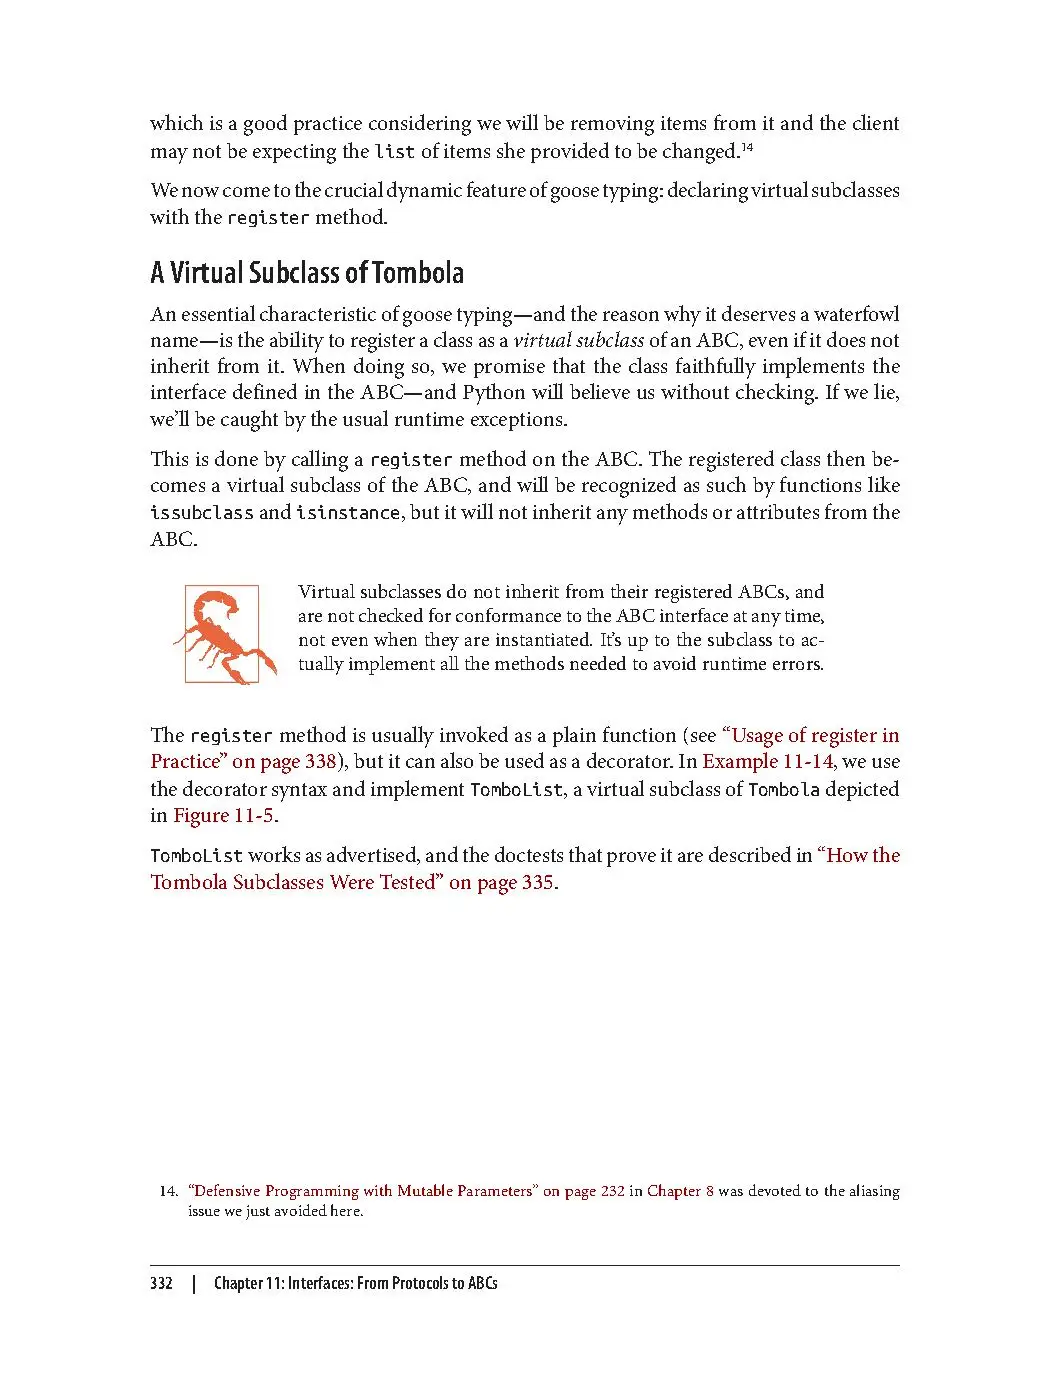 which is a good practice considering we will be removing items from it and the client
may not be expecting the list of items she provided to be changed.14
We now come to the crucial dynamic feature of goose typing: declaring virtual subclasses
with the register method.
A Virtual Subclass of Tombola
An essential characteristic of goose typing—and the reason why it deserves a waterfowl
name—is the ability to register a class as a virtual subclass of an ABC, even if it does not
inherit from it. When doing so, we promise that the class faithfully implements the
interface defined in the ABC—and Python will believe us without checking. If we lie,
we’ll be caught by the usual runtime exceptions.
This is done by calling a register method on the ABC. The registered class then be-
comes a virtual subclass of the ABC, and will be recognized as such by functions like
issubclass and isinstance, but it will not inherit any methods or attributes from the
ABC.
Virtual subclasses do not inherit from their registered ABCs, and
are not checked for conformance to the ABC interface at any time,
not even when they are instantiated. It’s up to the subclass to ac-
tually implement all the methods needed to avoid runtime errors.
The register method is usually invoked as a plain function (see “Usage of register in
Practice” on page 338), but it can also be used as a decorator. In Example 11-14, we use
the decorator syntax and implement TomboList, a virtual subclass of Tombola depicted
in Figure 11-5.
TomboList works as advertised, and the doctests that prove it are described in “How the
Tombola Subclasses Were Tested” on page 335.
14. “Defensive Programming with Mutable Parameters” on page 232 in Chapter 8 was devoted to the aliasing
issue we just avoided here.
332 | Chapter 11: Interfaces: From Protocols to ABCs